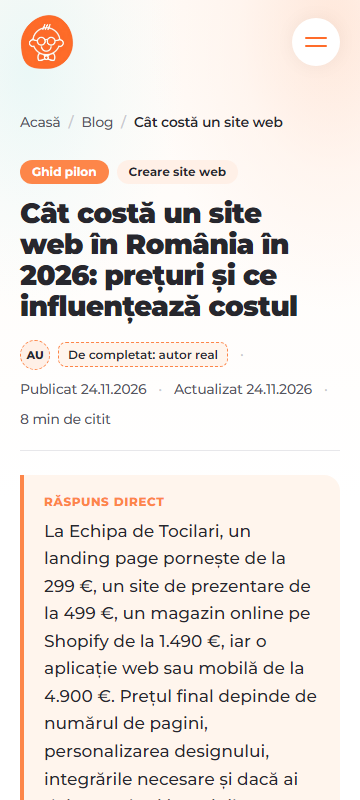 Acasă / Blog / Cât costă un site web
Ghid pilon Creare site web
Cât costă un site
web în România în
2026: prețuri și ce
influențează costul
AU De completat: autor real ·
Publicat 24.11.2026 · Actualizat 24.11.2026 ·
8 min de citit
RĂSPUNS DIRECT
La Echipa de Tocilari, un
landing page pornește de la
299 €, un site de prezentare de
la 499 €, un magazin online pe
Shopify de la 1.490 €, iar o
aplicație web sau mobilă de la
4.900 €. Prețul final depinde de
numărul de pagini,
personalizarea designului,
integrările necesare și dacă ai